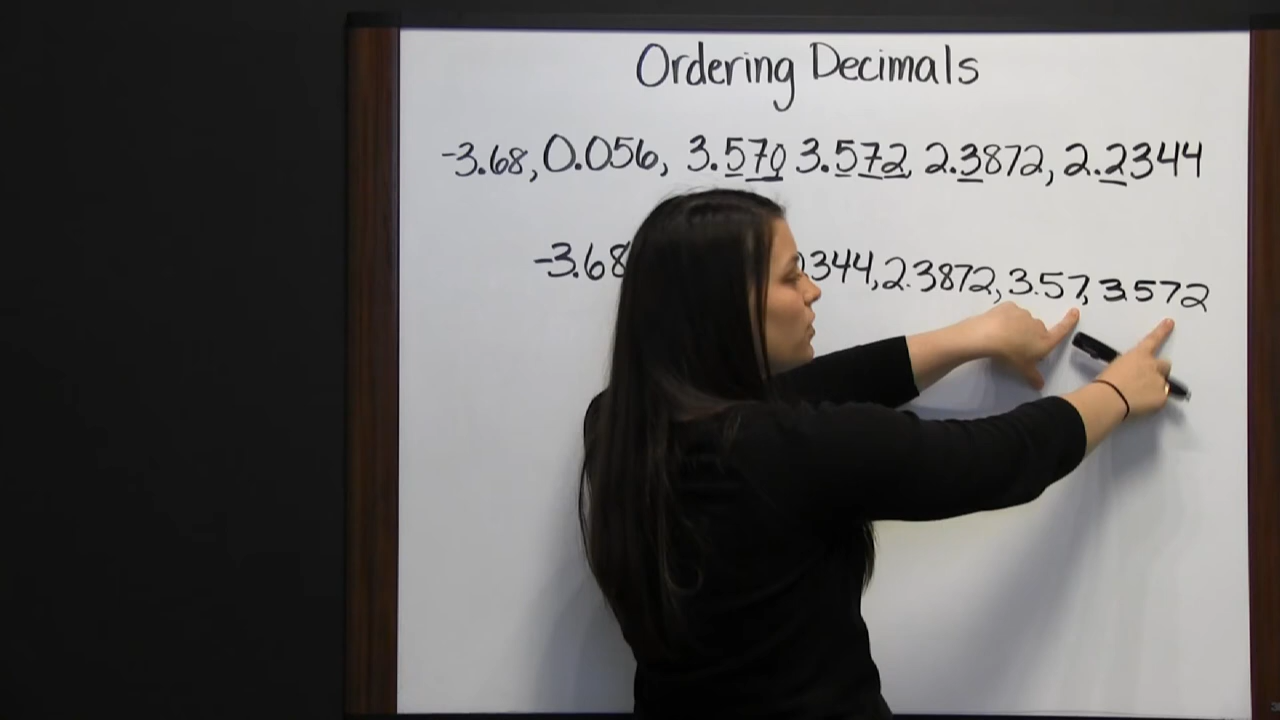 Ordering Decimals
-3.68, 0.056, 3.570 3.572, 2.3872, 2.2344
-3.68 344, 2.3872, 3.57, 3.572